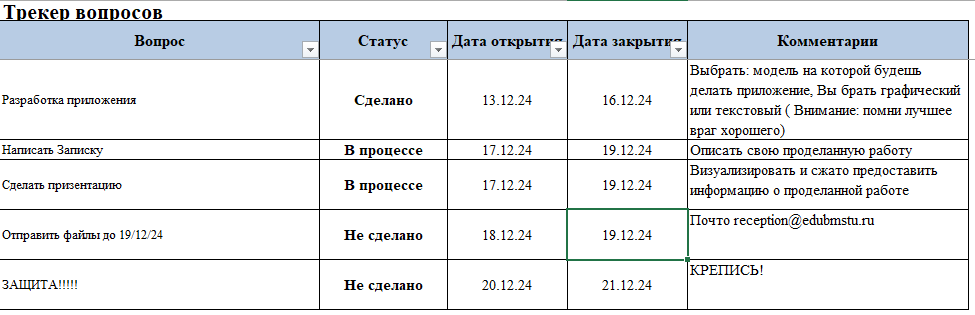 Трекер вопросов
Вопрос Статус Дата открытия Дата закрытия Комментарии
Разработка приложения Сделано 13.12.24 16.12.24 Выбрать: модель на которой будешь
делать приложение, Вы брать графический
или текстовый ( Внимание: помни лучшее
враг хорошего)
Написать Записку В процессе 17.12.24 19.12.24 Описать свою проделанную работу
Сделать призентацию В процессе 17.12.24 19.12.24 Визуализировать и сжато предоставить
информацию о проделанной работе
Отправить файлы до 19/12/24 Не сделано 18.12.24 19.12.24 Почто reception@edubmstu.ru
ЗАЩИТА!!!!! Не сделано 20.12.24 21.12.24 КРЕПИСЬ!